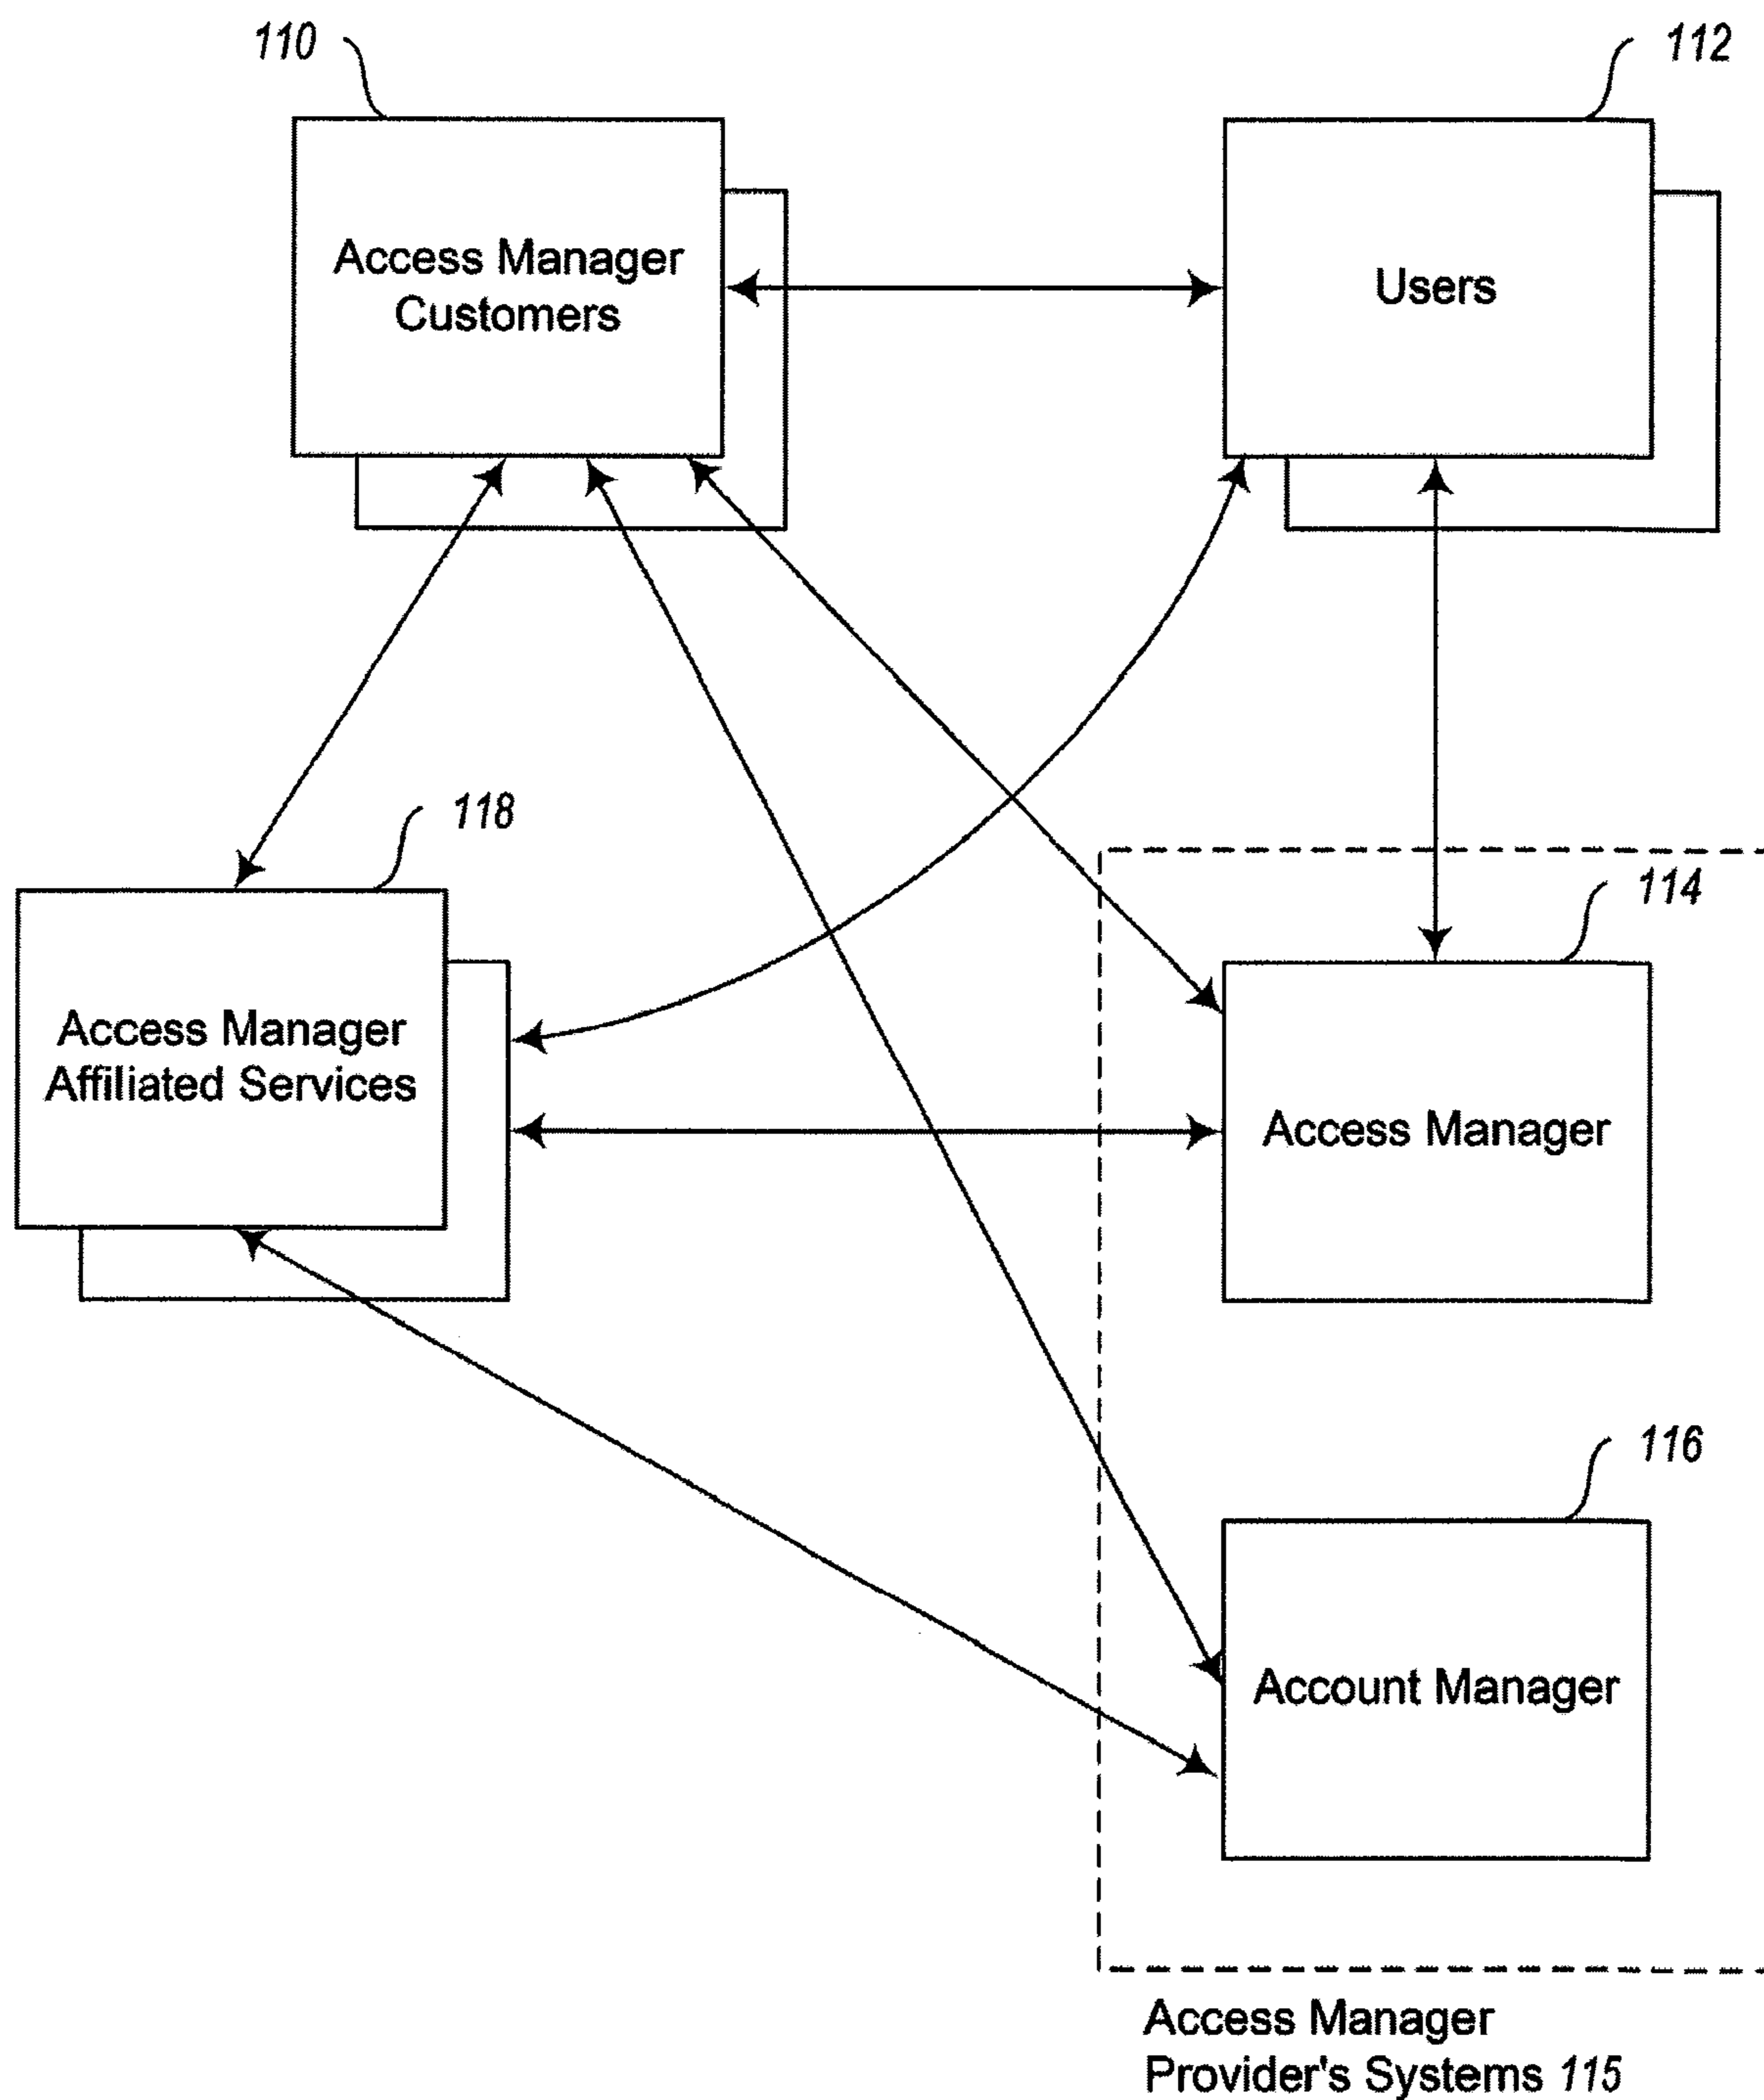 110
112
Access Manager
Customers
Users
118
114
Access Manager
Affiliated Services
Access Manager
116
Account Manager
Access Manager
Provider's Systems 115